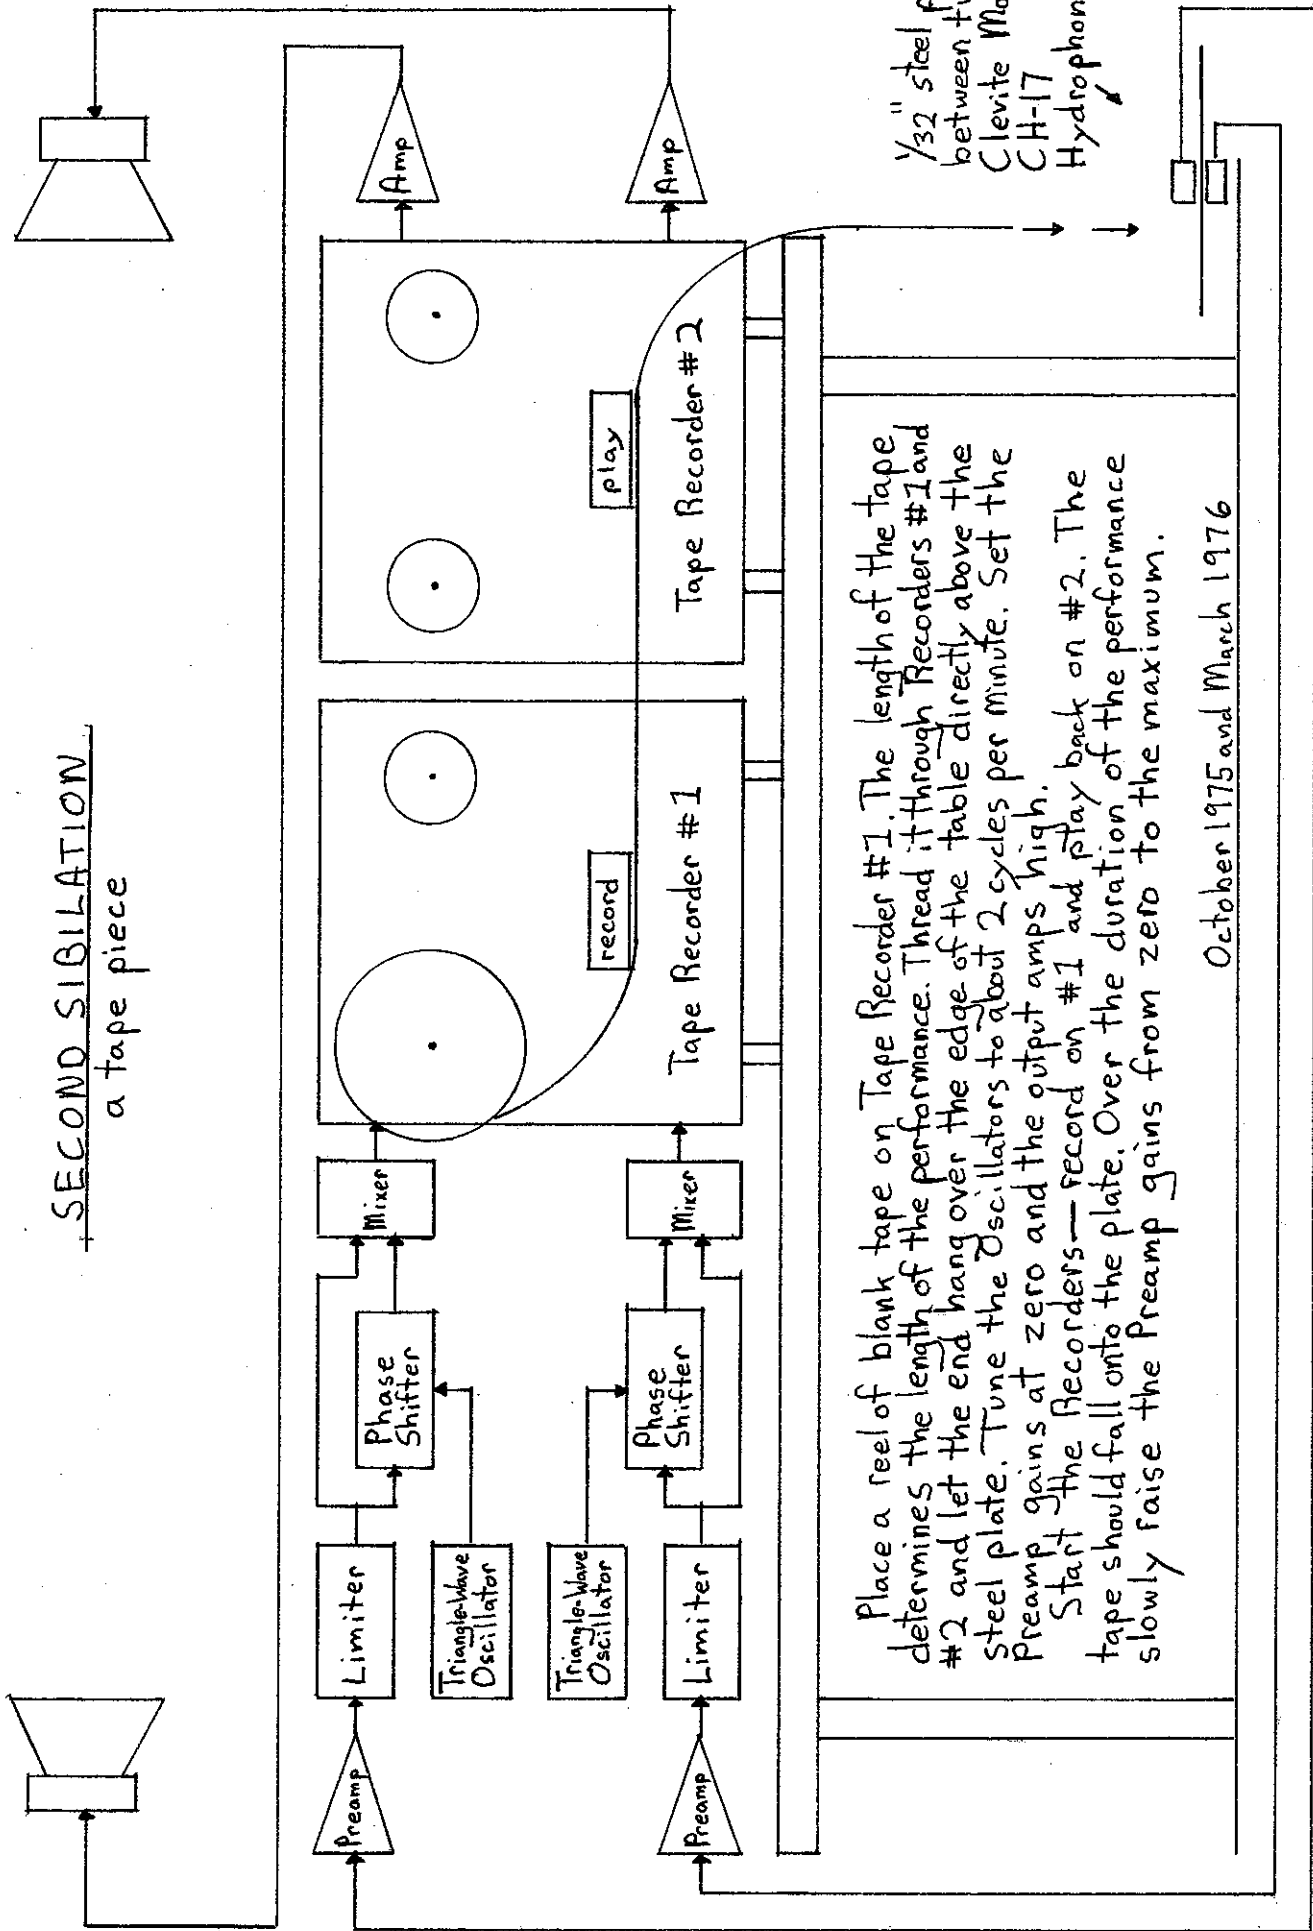 SECOND SIBILATION
a tape piece
Preamp
Limiter
Triangle-Wave
Oscillator
Phase
Shifter
Mixer
Triangle-Wave
Oscillator
Preamp
Limiter
Phase
Shifter
Mixer
record
Tape Recorder #1
play
Tape Recorder #2
Amp
Amp
1/32" steel
between
Clevite
CH-17
Place a reel of blank tape on Tape Recorder #1. The length of the tape
determines the length of the performance. Thread it through Recorders #1 and
#2 and let the end hang over the edge of the table directly above the
Steel plate. Tune the Oscillators to about 2 cycles per minute. Set the
Preamp gains at zero and the output amps high.
Start the Recorders — record on #1 and play back on #2. The
tape should fall onto the plate. Over the duration of the performance
slowly raise the Preamp gains from zero to the maximum.
October 1975 and March 1976